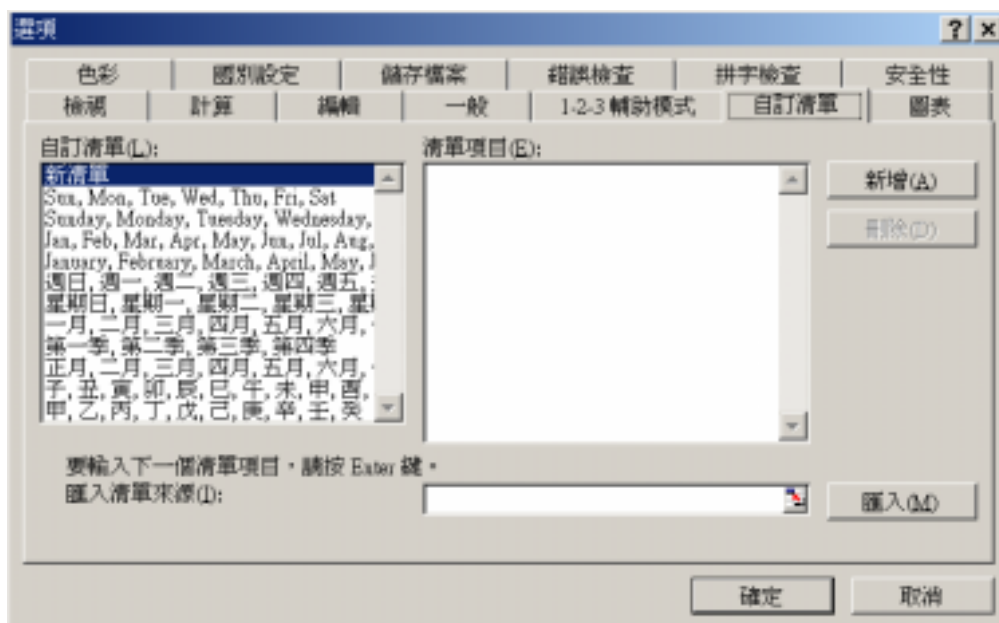 選項
色彩 國別設定 儲存檔案 錯誤檢查 拼字檢查 安全性
檢視 計算 編輯 一般 1-2-3 輔助模式 自訂清單 圖表
自訂清單(L):
清單項目(E):
新清單
Sun, Mon, Tue, Wed, Thu, Fri, Sat
Sunday, Monday, Tuesday, Wednesday,
Jan, Feb, Mar, Apr, May, Jun, Jul, Aug,
January, February, March, April, May,
週日, 週一, 週二, 週三, 週四, 週五,
星期日, 星期一, 星期二, 星期三,
一月, 二月, 三月, 四月, 五月, 六月,
第一季, 第二季, 第三季, 第四季
正月, 二月, 三月, 四月, 五月, 六月,
子, 丑, 寅, 卯, 辰, 巳, 午, 未, 申, 酉,
甲, 乙, 丙, 丁, 戊, 己, 庚, 辛, 壬, 癸
新增(A)
刪除(D)
要輸入下一個清單項目，請按 Enter 鍵。
匯入清單來源(I):
匯入(M)
確定
取消